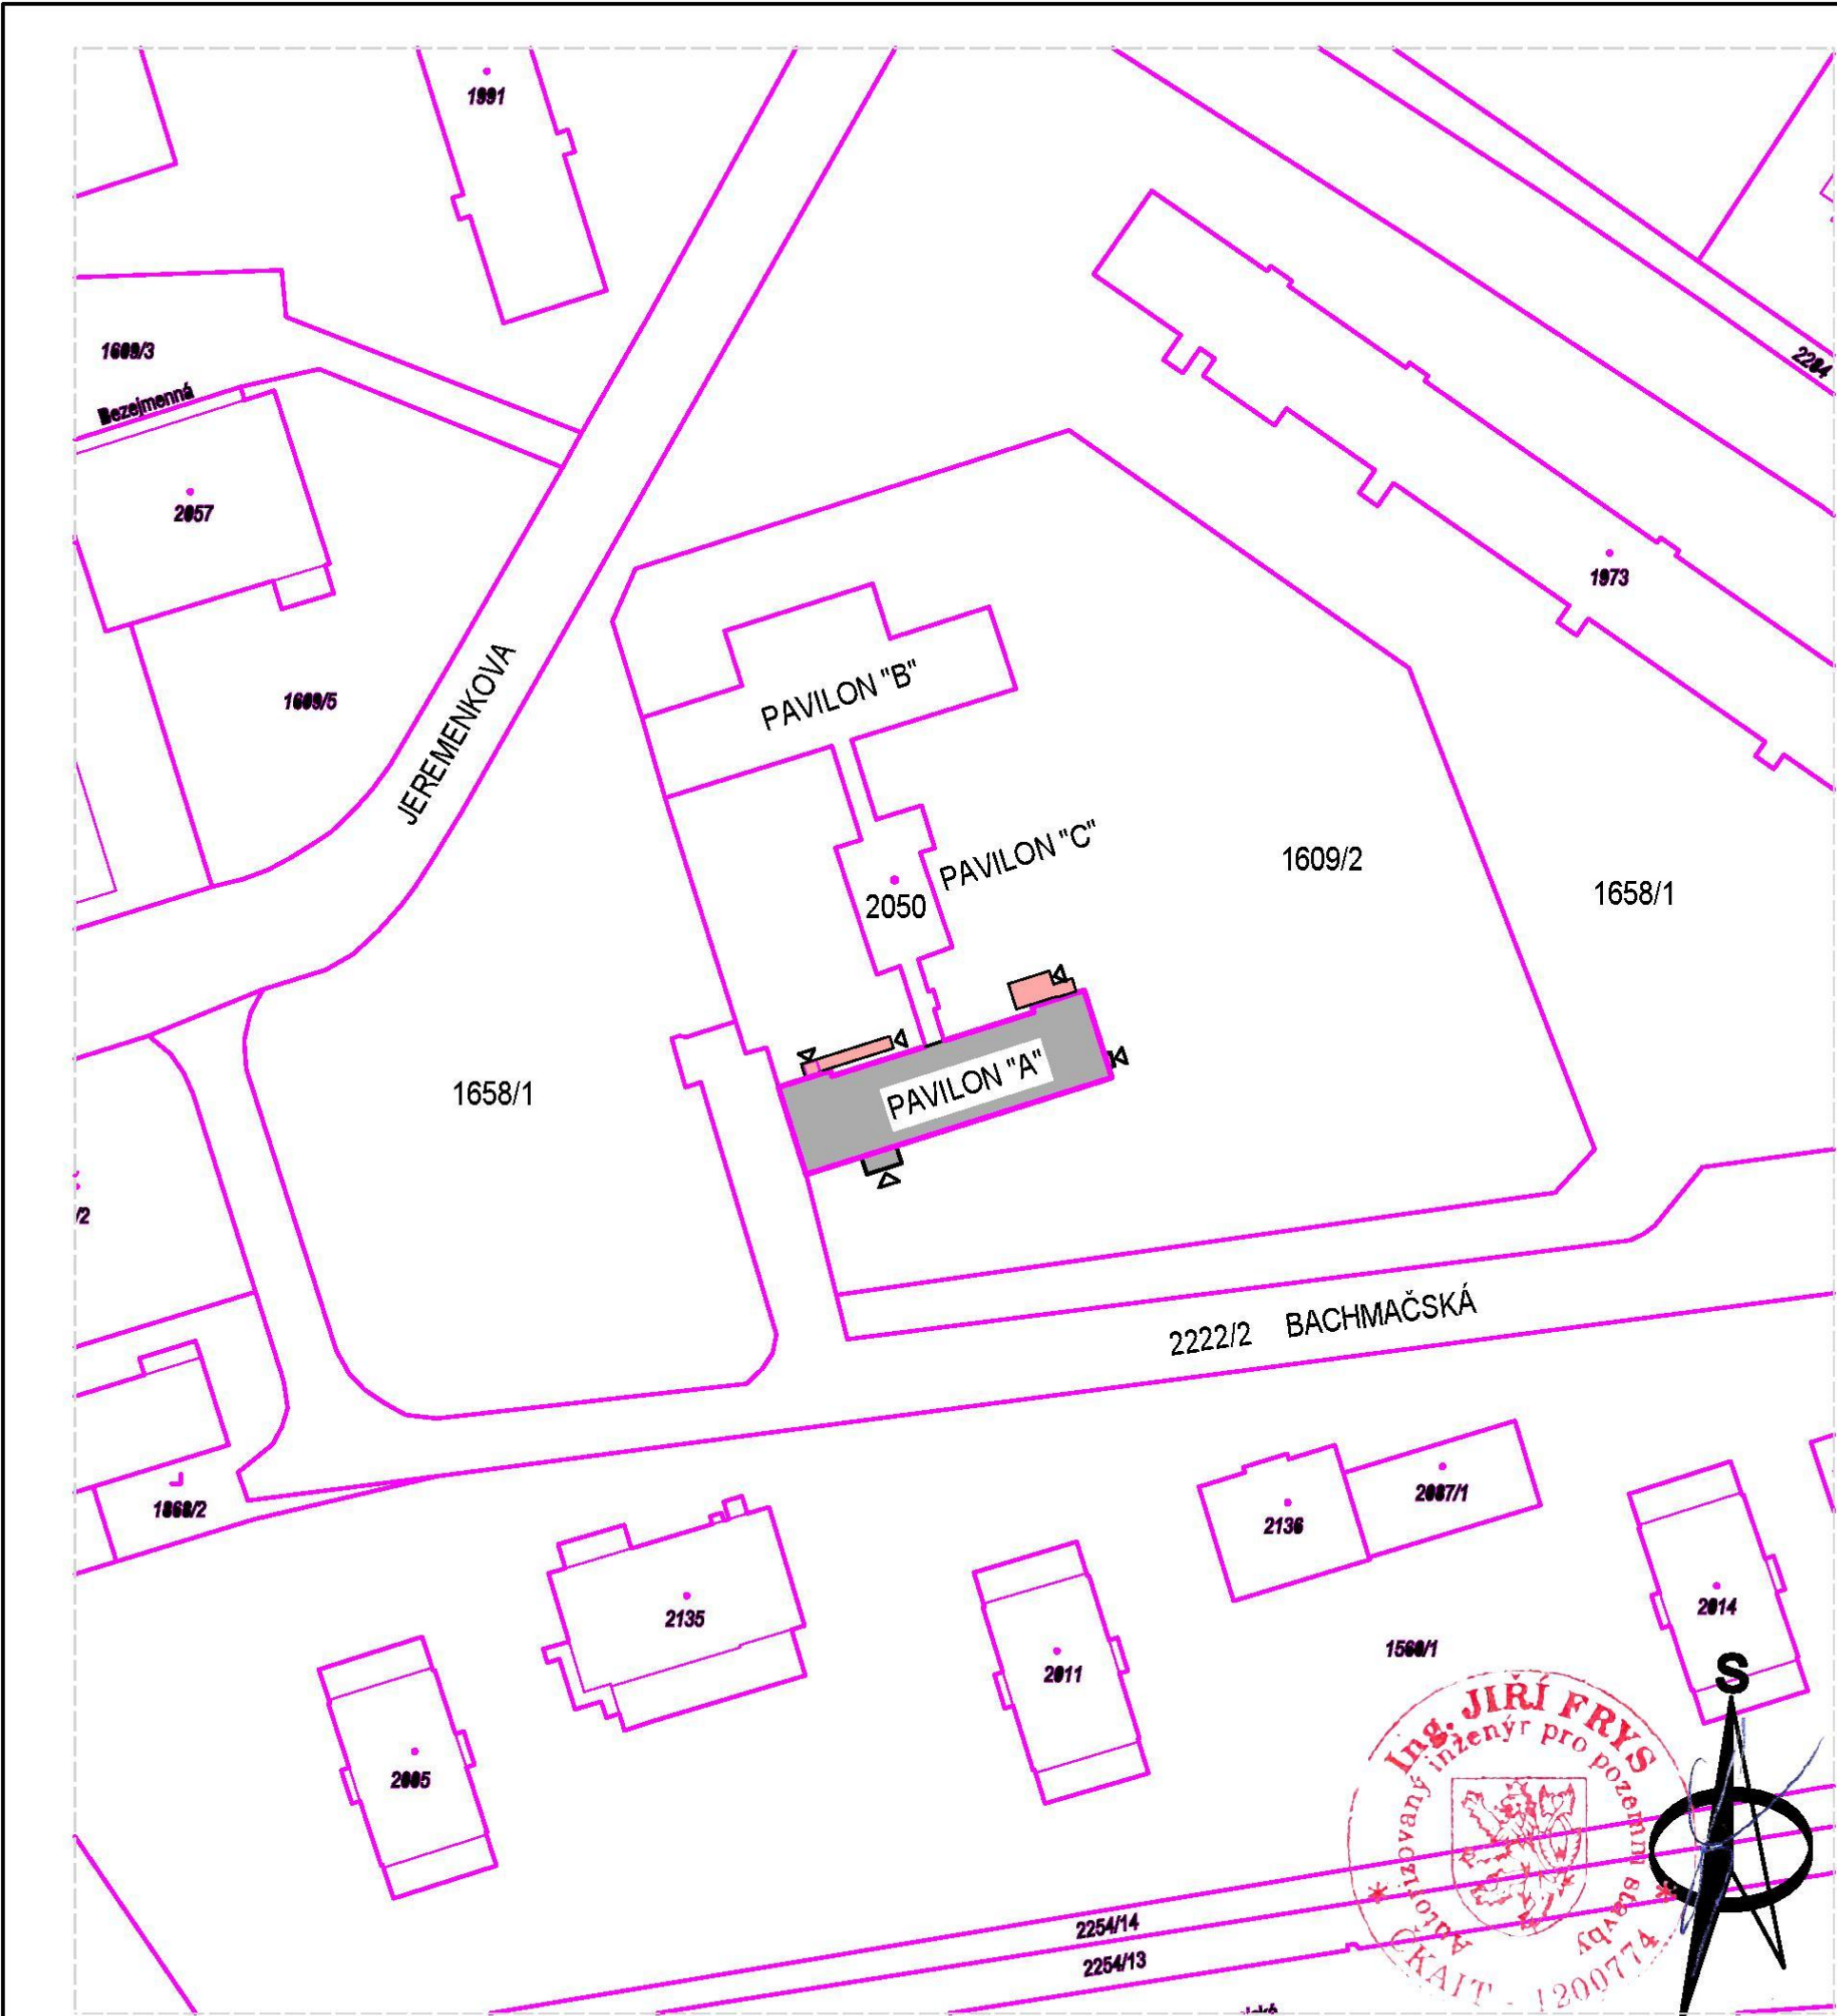 1991
1609/3
Bezejmenná
2284
2057
1973
1609/5
JEREMENKOVA
PAVILON "B"
PAVILON "C"
1609/2
1658/1
2050
PAVILON "A"
1658/1
/2
2222/2 BACHMAČSKÁ
1868/2
2136
2087/1
2135
2011
2014
1560/1
2005
S
Ing. JIŘÍ FRYS
Autorizovaný inženýr pro pozemní stavby
ČKAIT - 1200774
2254/14
2254/13